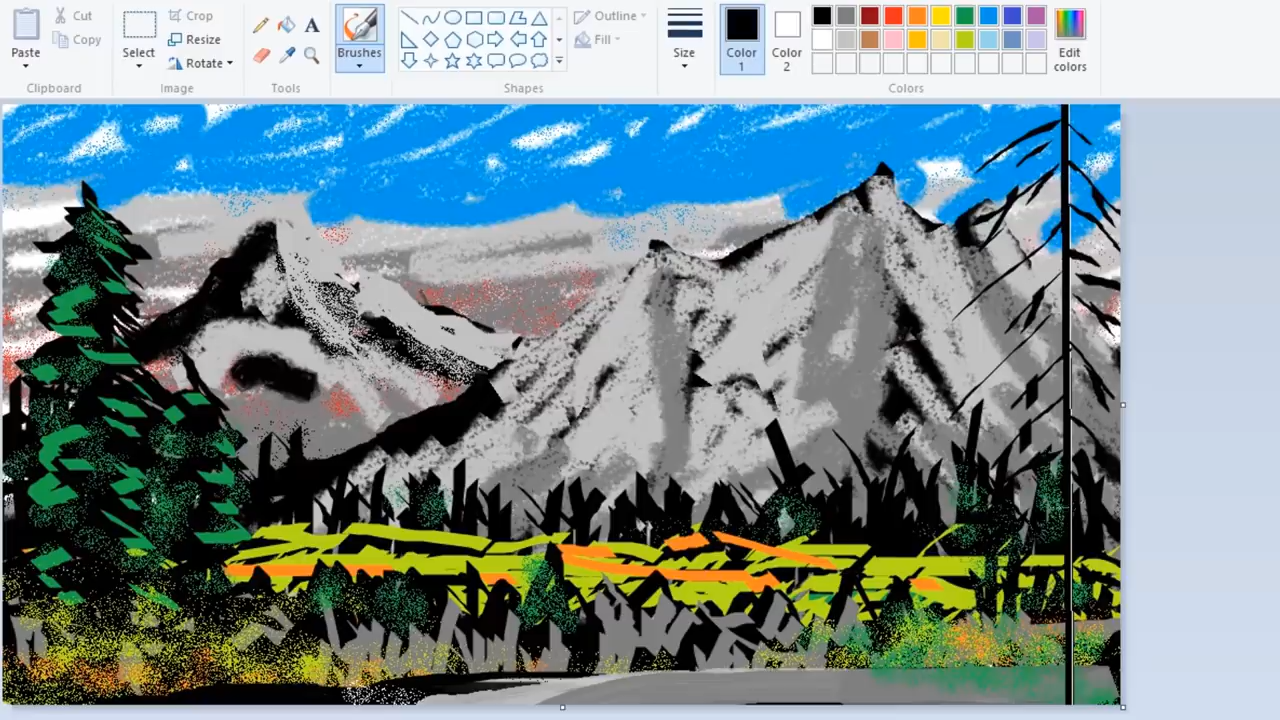 Paste
Cut
Copy
Clipboard
Select
Crop
Resize
Rotate
Image
A
Tools
Brushes
Shapes
Outline
Fill
Size
Color
1
Color
2
Edit
colors
Colors